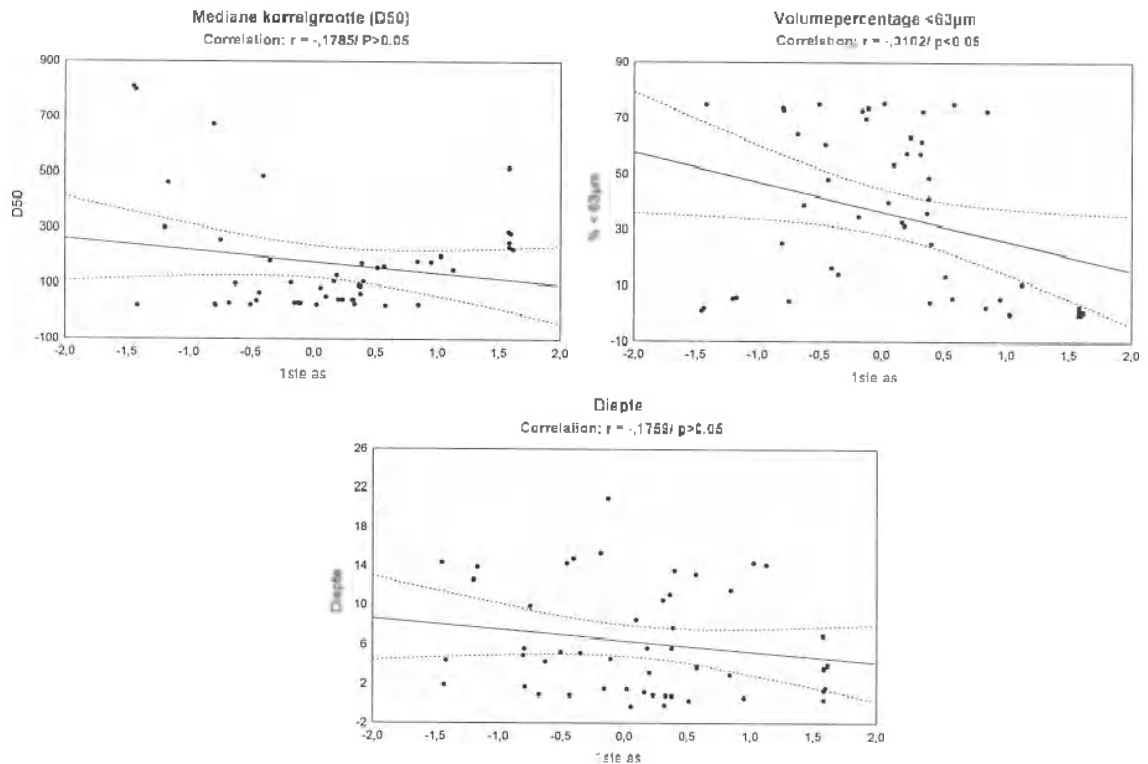 Mediane korrelgrootte (D50)
Correlation: r = -,1785/ P>0.05
D50
900
700
500
300
100
-100
-2,0 -1,5 -1,0 -0,5 0,0 0,5 1,0 1,5 2,0
1ste as
Volumepercentage <63µm
Correlation: r = -,3102/ p<0.05
% < 63µm
90
70
50
30
10
-10
-2,0 -1,5 -1,0 -0,5 0,0 0,5 1,0 1,5 2,0
1ste as
Diepte
Correlation: r = -,1759/ p>0.05
Diepte
26
22
18
14
10
6
2
-2
-2,0 -1,5 -1,0 -0,5 0,0 0,5 1,0 1,5 2,0
1ste as